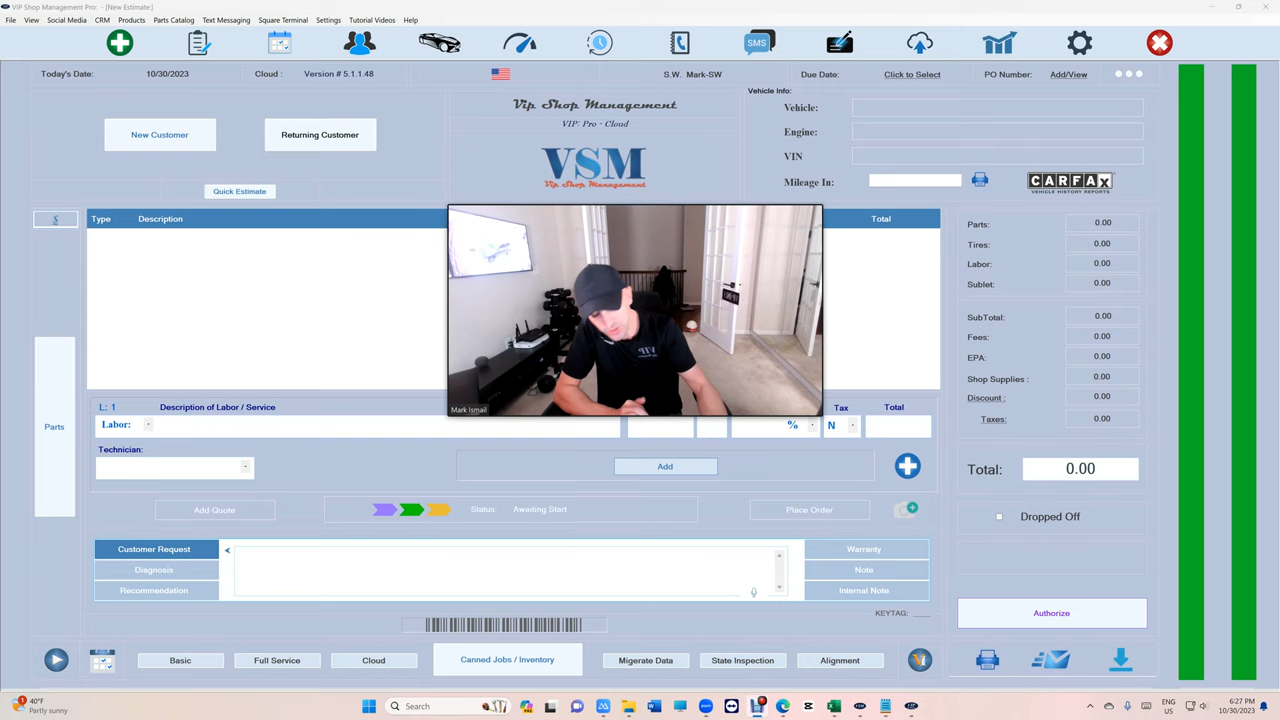 VIP Shop Management Pro: - [New Estimate:]
File View Social Media CRM Products Parts Catalog Text Messaging Square Terminal Settings Tutorial Videos Help
SMS
Today's Date: 10/30/2023 Cloud : Version # 5.1.1.48 S.W. Mark-SW Due Date: Click to Select PO Number: Add/View
Vehicle Info:
Vip Shop Management
VIP: Pro - Cloud
VSM
Vip Shop Management
New Customer Returning Customer
Quick Estimate
Vehicle:
Engine:
VIN
Mileage In:
CARFAX
VEHICLE HISTORY REPORTS
$ Type Description Total
Parts
Mark Ismail
VIP
Parts: 0.00
Tires: 0.00
Labor: 0.00
Sublet: 0.00
SubTotal: 0.00
Fees: 0.00
EPA: 0.00
Shop Supplies : 0.00
Discount : 0.00
Taxes: 0.00
Total: 0.00
Dropped Off
Authorize
L: 1 Description of Labor / Service Tax Total
Labor: % N
Technician:
Add
Add Quote Status: Awaiting Start Place Order
Customer Request
Diagnosis
Recommendation
Warranty
Note
Internal Note
KEYTAG: ___
Basic Full Service Cloud Canned Jobs / Inventory Migerate Data State Inspection Alignment
1 40°F
Partly sunny
Search
ENG
US
6:27 PM
10/30/2023